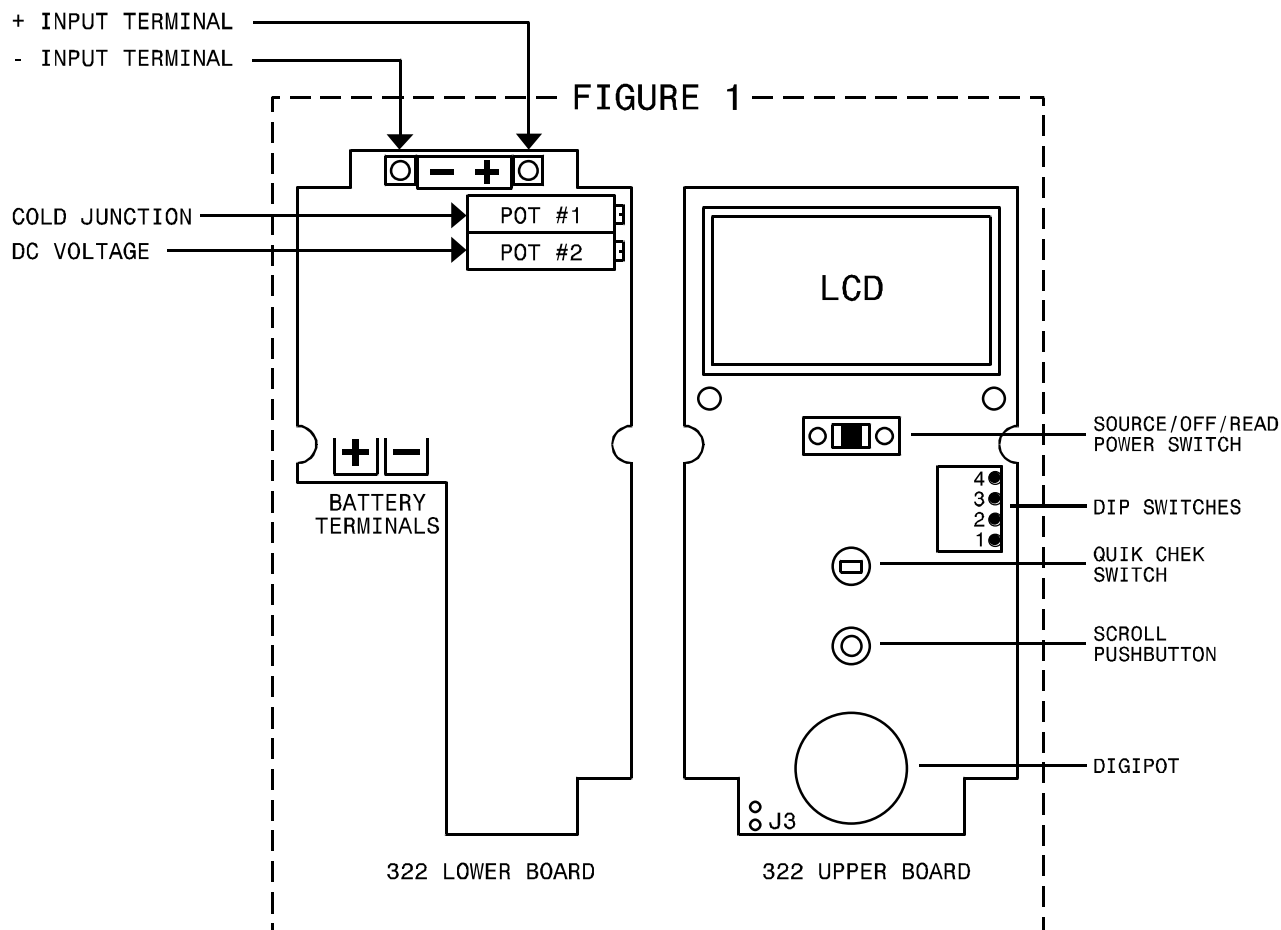 + INPUT TERMINAL
- INPUT TERMINAL
FIGURE 1
- +
COLD JUNCTION
POT #1
DC VOLTAGE
POT #2
LCD
SOURCE/OFF/READ
POWER SWITCH
+ -
BATTERY
TERMINALS
4
3
2
1
DIP SWITCHES
QUIK CHEK
SWITCH
SCROLL
PUSHBUTTON
DIGIPOT
J3
322 LOWER BOARD
322 UPPER BOARD